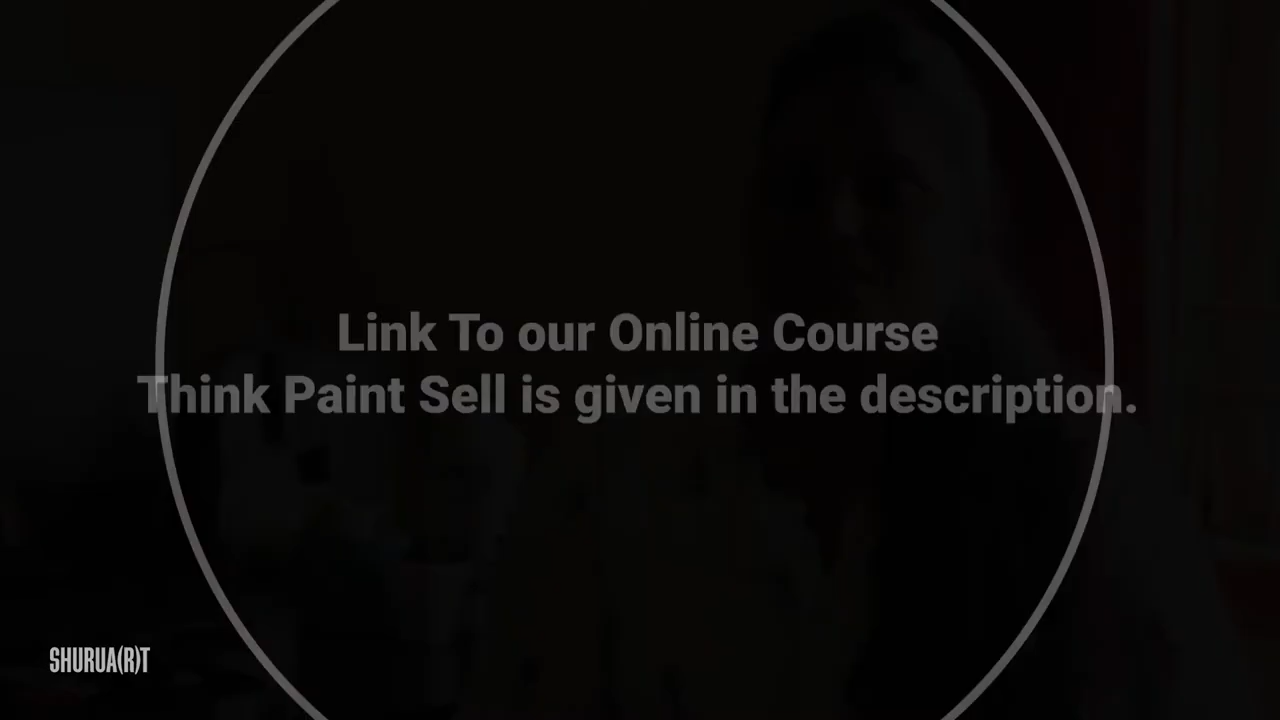 Link To our Online Course
Think Paint Sell is given in the description.
SHURUA(R)T